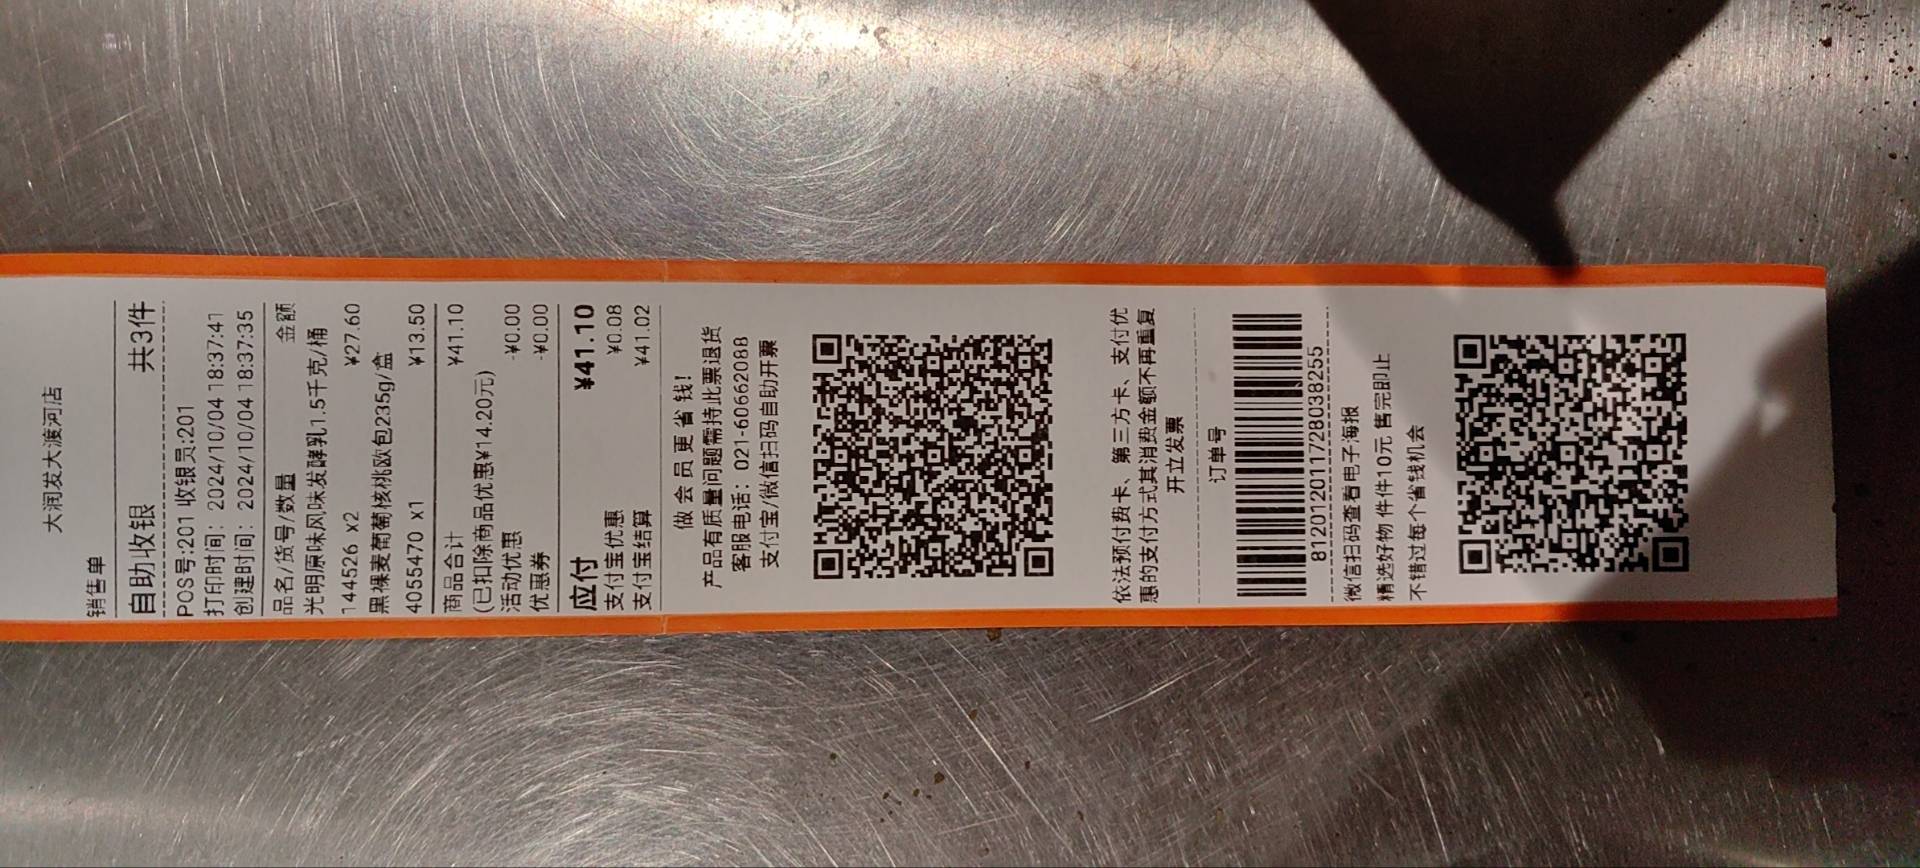 大润发大渡河店
销售单
自助收银 共3件
POS号:201 收银员:201
打印时间: 2024/10/04 18:37:41
创建时间: 2024/10/04 18:37:35
品名/货号/数量 金额
光明原味风味发酵乳1.5千克/桶
144526 x2 ¥27.60
黑裸麦葡萄核桃欧包235g/盒
4055470 x1 ¥13.50
商品合计 ¥41.10
(已扣除商品优惠¥14.20元)
活动优惠 -¥0.00
优惠券 -¥0.00
应付 ¥41.10
支付宝优惠 ¥0.08
支付宝结算 ¥41.02
做会员更省钱!
产品有质量问题需持此票退货
客服电话: 021-60662088
支付宝/微信扫码自助开票
依法预付费卡、第三方卡、支付优
惠的支付方式其消费金额不再重复
开立发票
订单号
812012011728038255
微信扫码查看电子海报
精选好物 件件10元 售完即止
不错过每个省钱机会